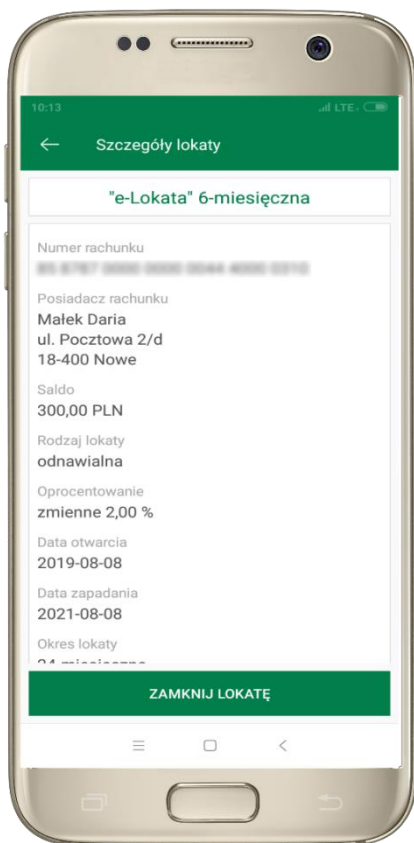 10:13
LTE
Szczegóły lokaty
"e-Lokata" 6-miesięczna
Numer rachunku
Posiadacz rachunku
Małek Daria
ul. Pocztowa 2/d
18-400 Nowe
Saldo
300,00 PLN
Rodzaj lokaty
odnawialna
Oprocentowanie
zmienne 2,00 %
Data otwarcia
2019-08-08
Data zapadania
2021-08-08
Okres lokaty
ZAMKNIJ LOKATĘ